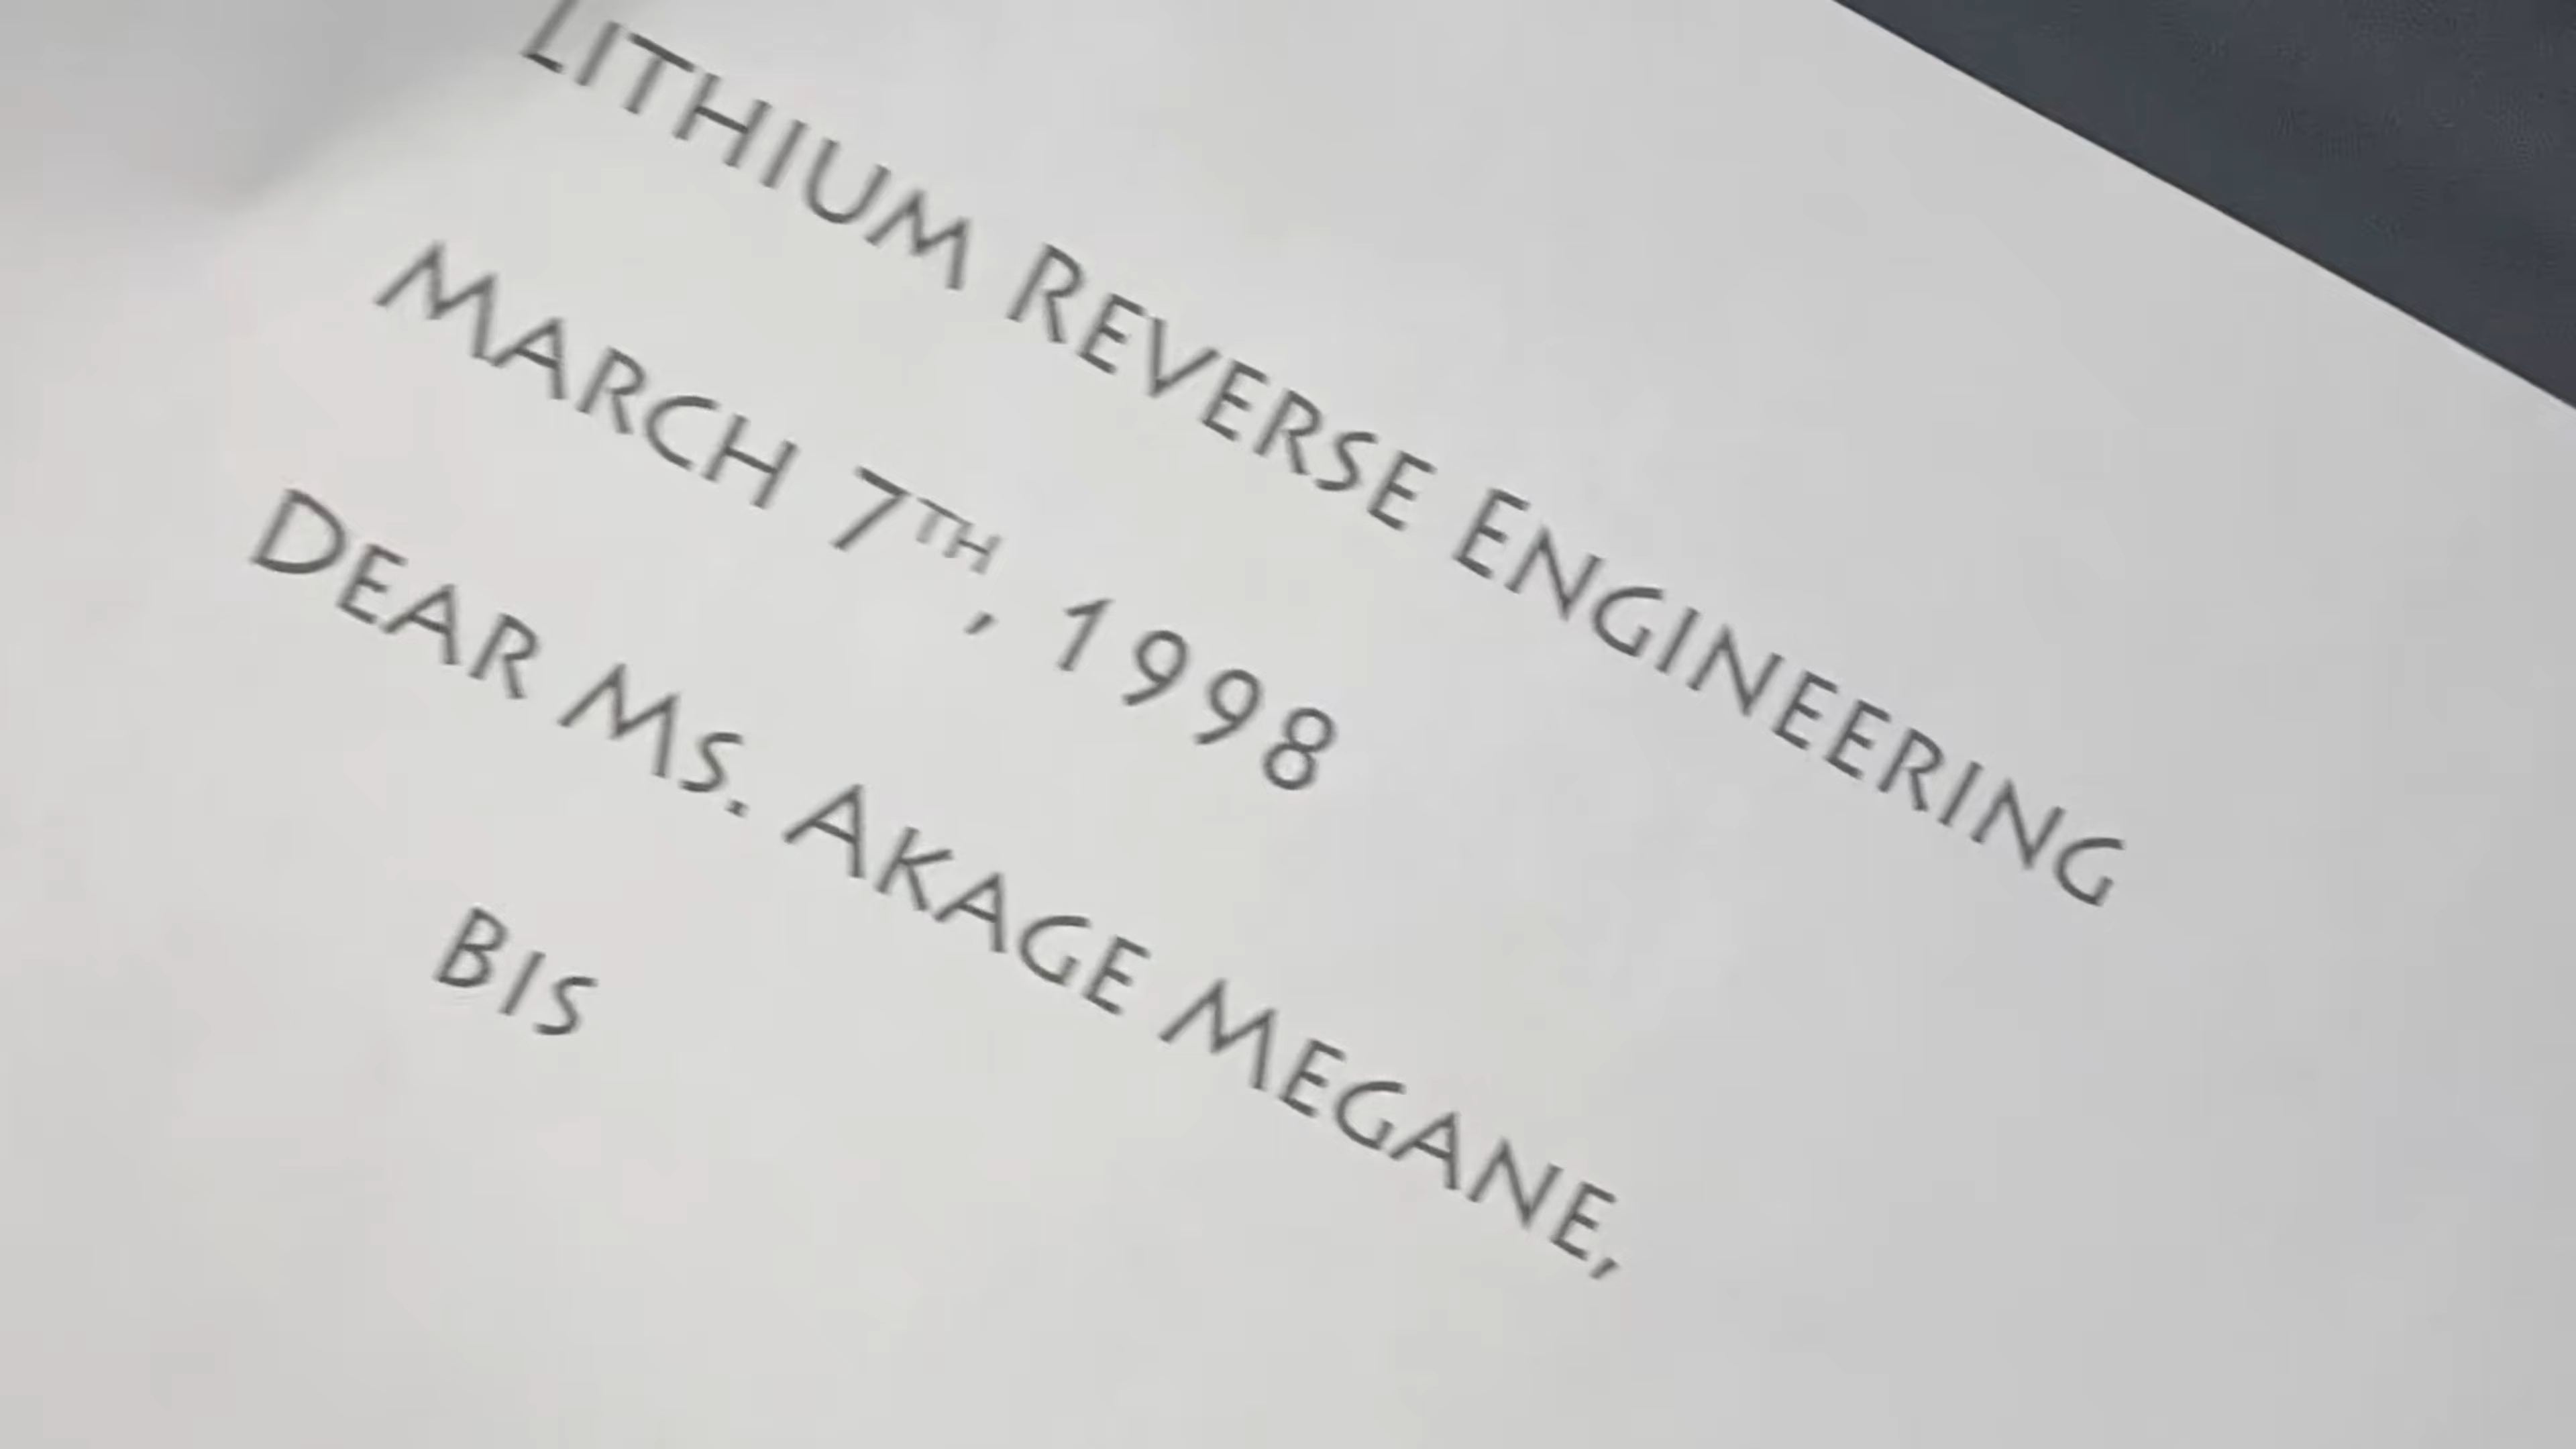 Lithium Reverse Engineering
March 7th, 1998
Dear Ms. Akage Megane,
bis